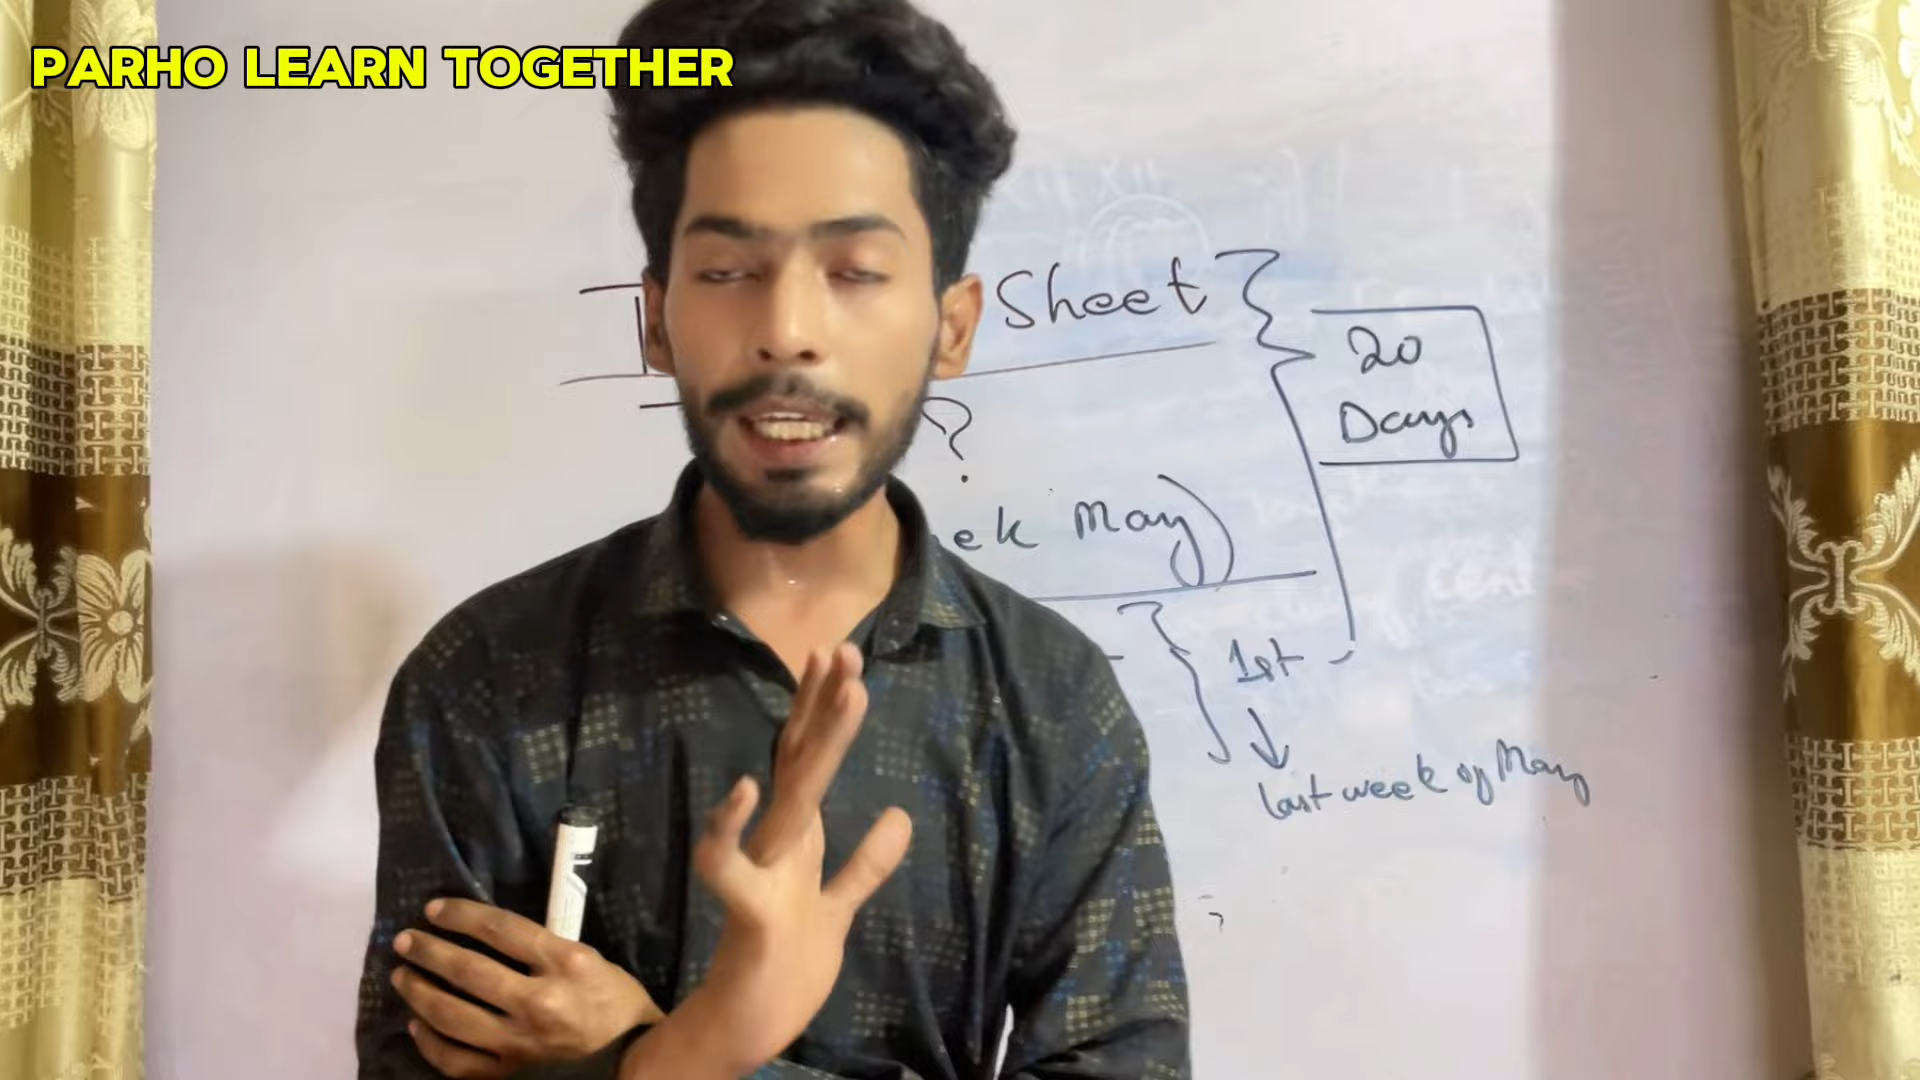 PARHO LEARN TOGETHER
Sheet
20
Days
?
ek May)
1st
last week of May